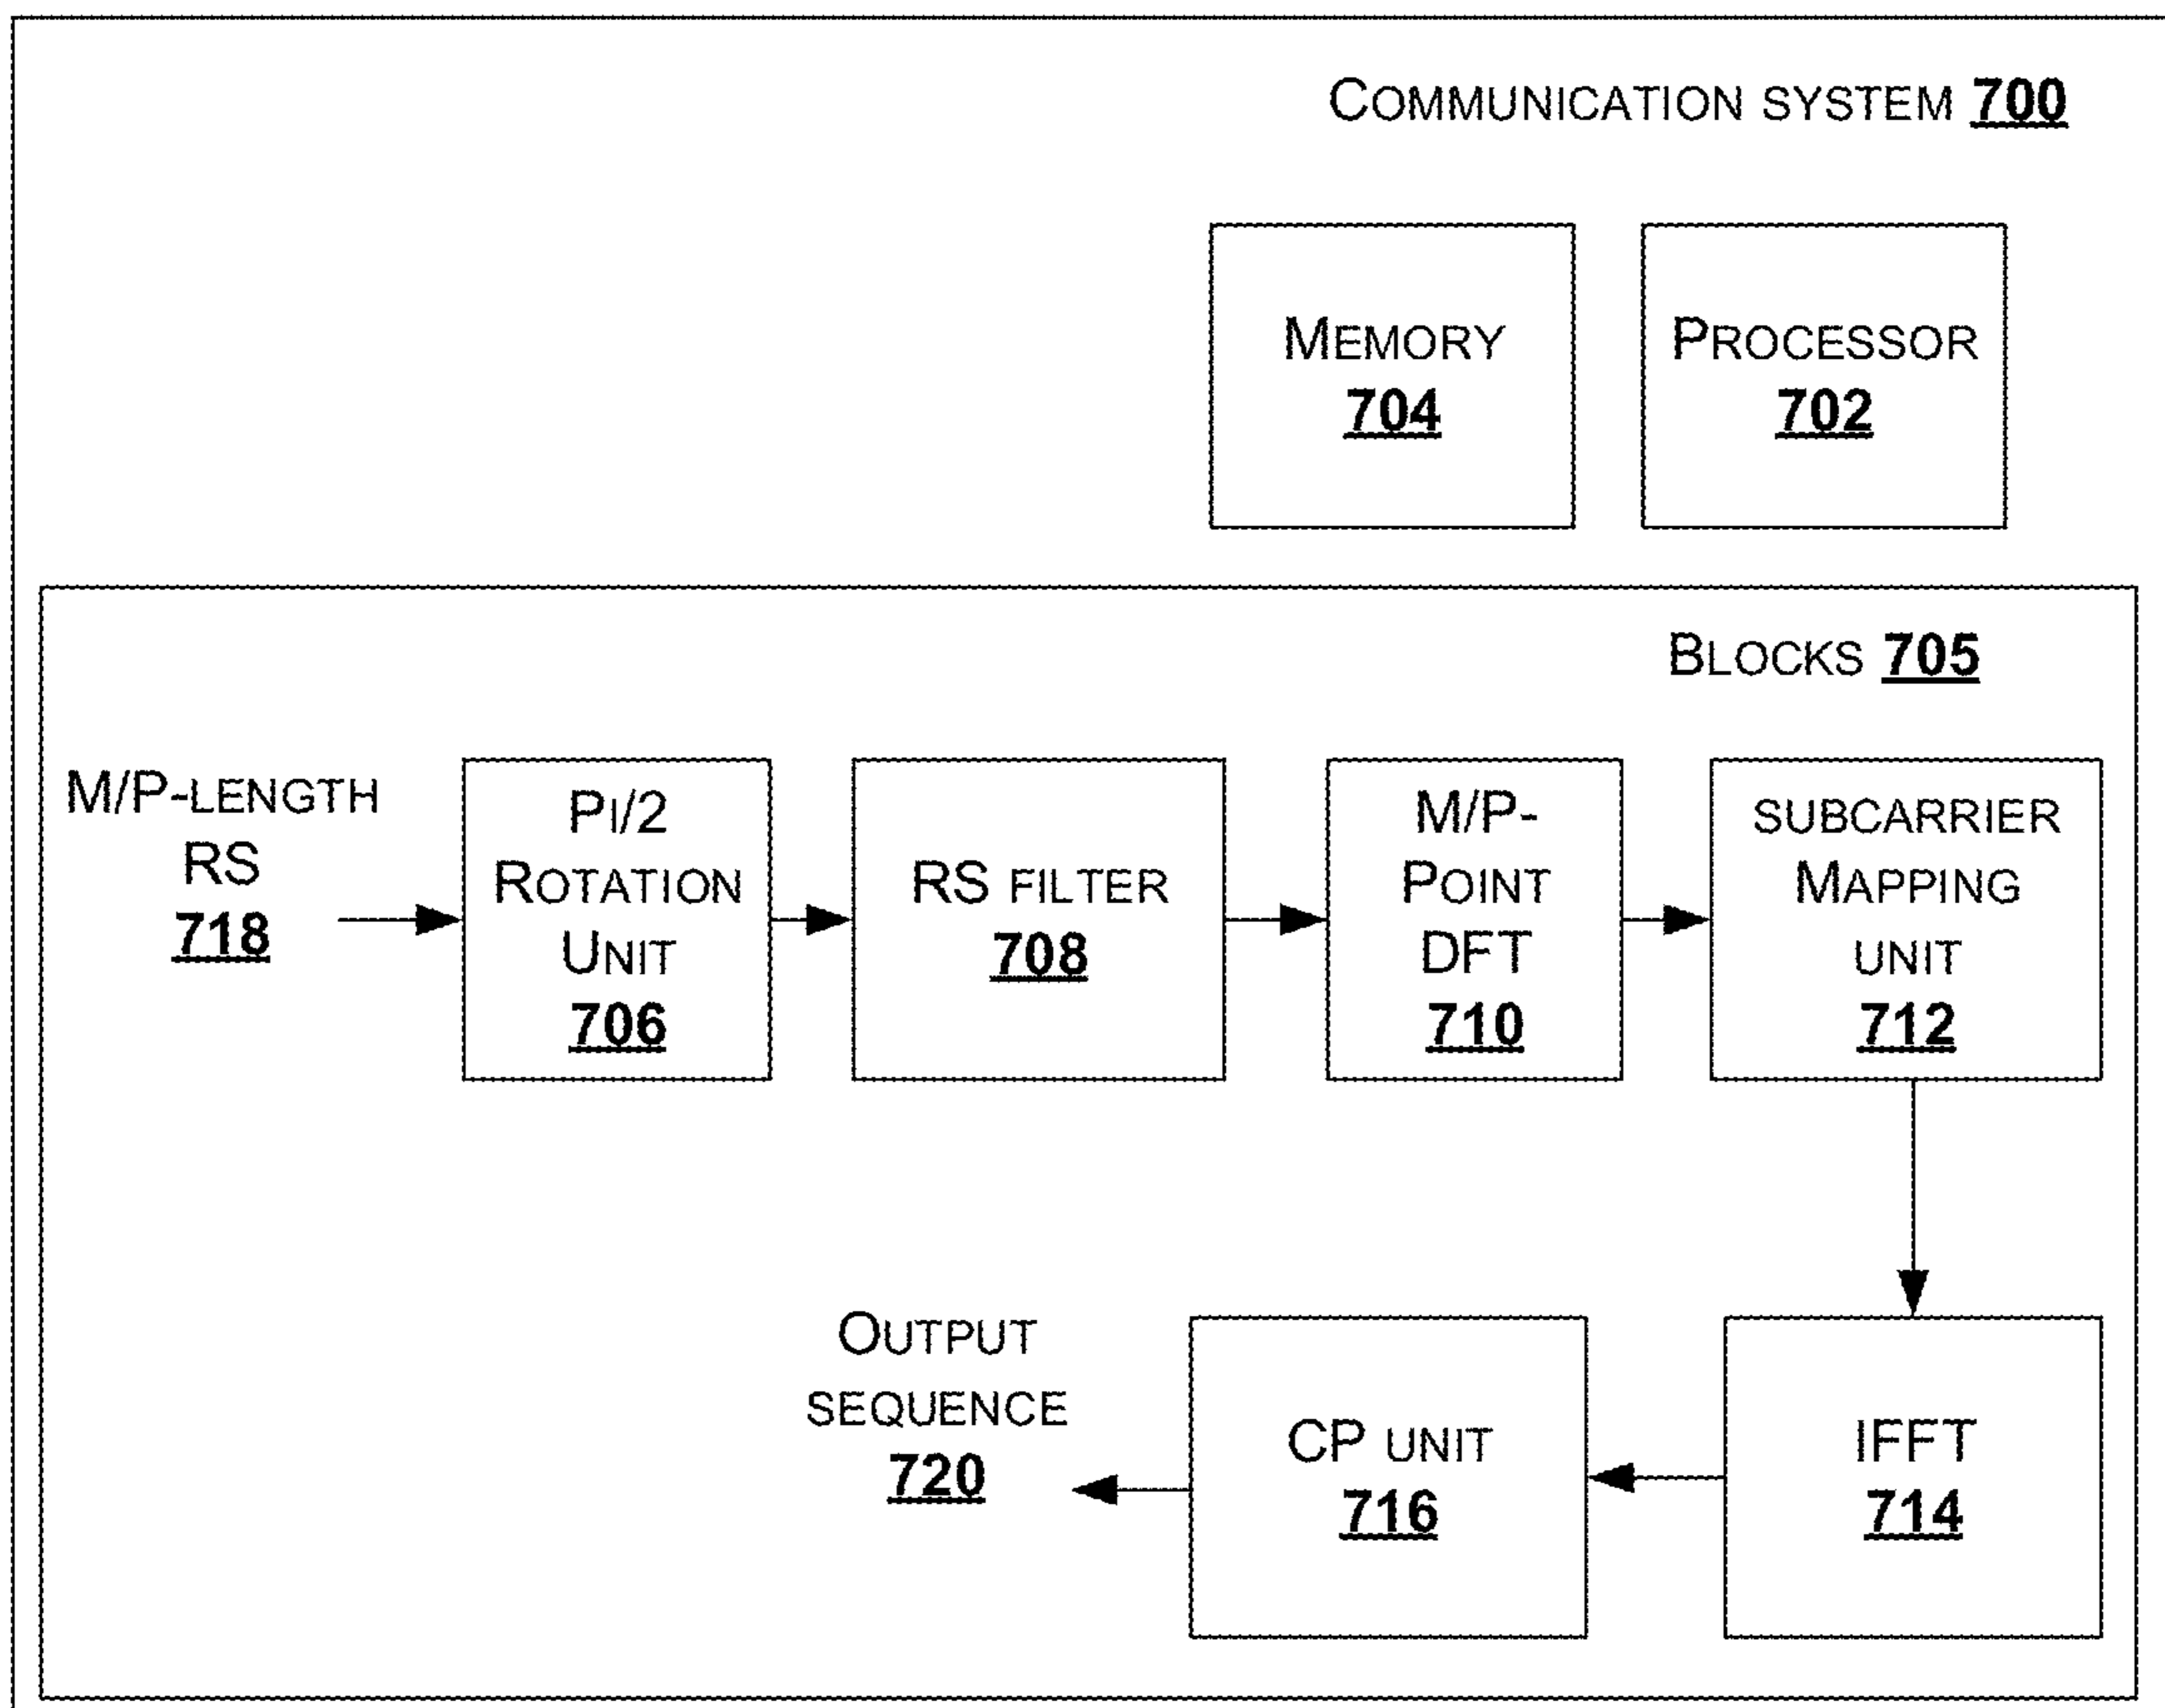 COMMUNICATION SYSTEM 700
MEMORY
704
PROCESSOR
702
BLOCKS 705
M/P-LENGTH
RS
718
PI/2
ROTATION
UNIT
706
RS FILTER
708
M/P-
POINT
DFT
710
SUBCARRIER
MAPPING
UNIT
712
OUTPUT
SEQUENCE
720
CP UNIT
716
IFFT
714